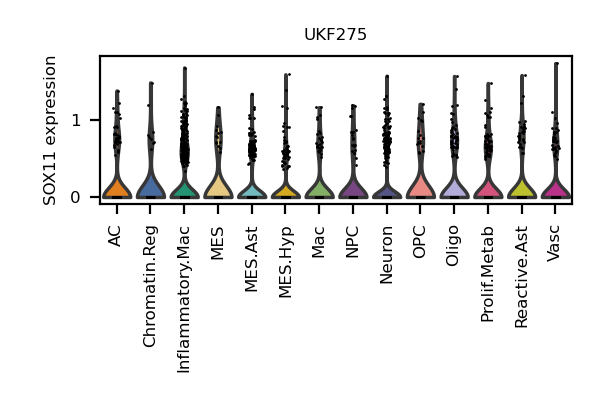 UKF275
SOX11 expression
1
0
AC
Chromatin.Reg
Inflammatory.Mac
MES
MES.Ast
MES.Hyp
Mac
NPC
Neuron
OPC
Oligo
Prolif.Metab
Reactive.Ast
Vasc